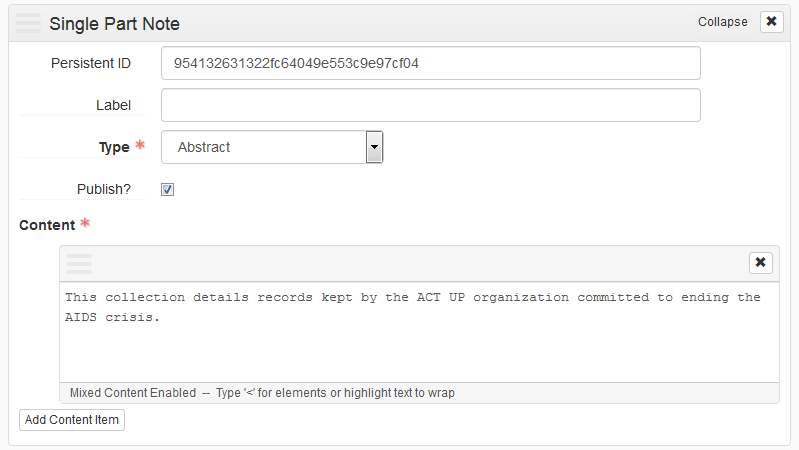 Single Part Note Collapse ✖
Persistent ID 954132631322fc64049e553c9e97cf04
Label
Type * Abstract
Publish?
Content *
✖
This collection details records kept by the ACT UP organization committed to ending the
AIDS crisis.
Mixed Content Enabled -- Type '<' for elements or highlight text to wrap
Add Content Item